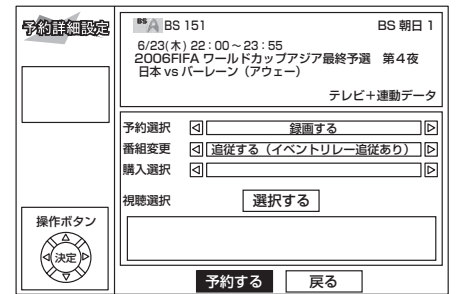 予約詳細設定
BSA BS 151 BS 朝日 1
6/23(木) 22：00～23：55
2006FIFA ワールドカップアジア最終予選 第4夜
日本 vs バーレーン（アウェー）
テレビ＋連動データ
予約選択 録画する
番組変更 追従する（イベントリレー追従あり）
購入選択
視聴選択 選択する
操作ボタン
決定
予約する 戻る